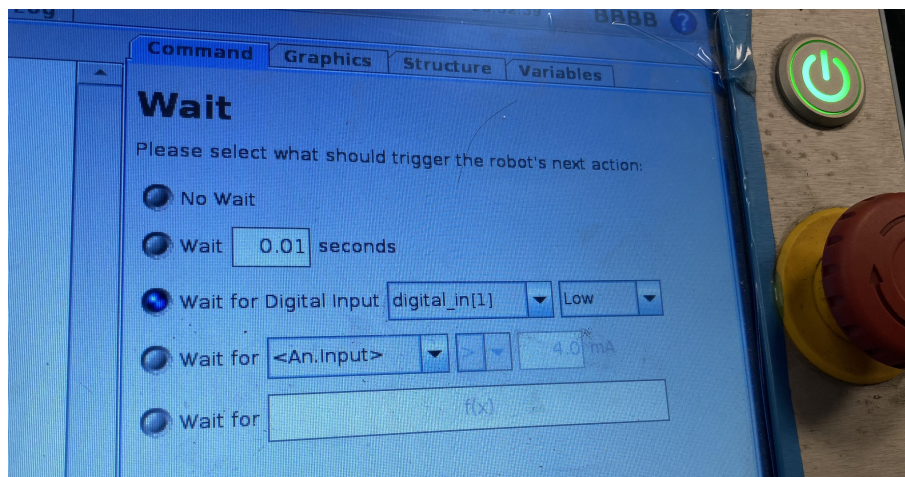 Log BBBB ?
Command Graphics Structure Variables
Wait
Please select what should trigger the robot's next action:
No Wait
Wait 0.01 seconds
Wait for Digital Input digital_in[1] Low
Wait for <An.Input> > 4.0 mA
Wait for f(x)